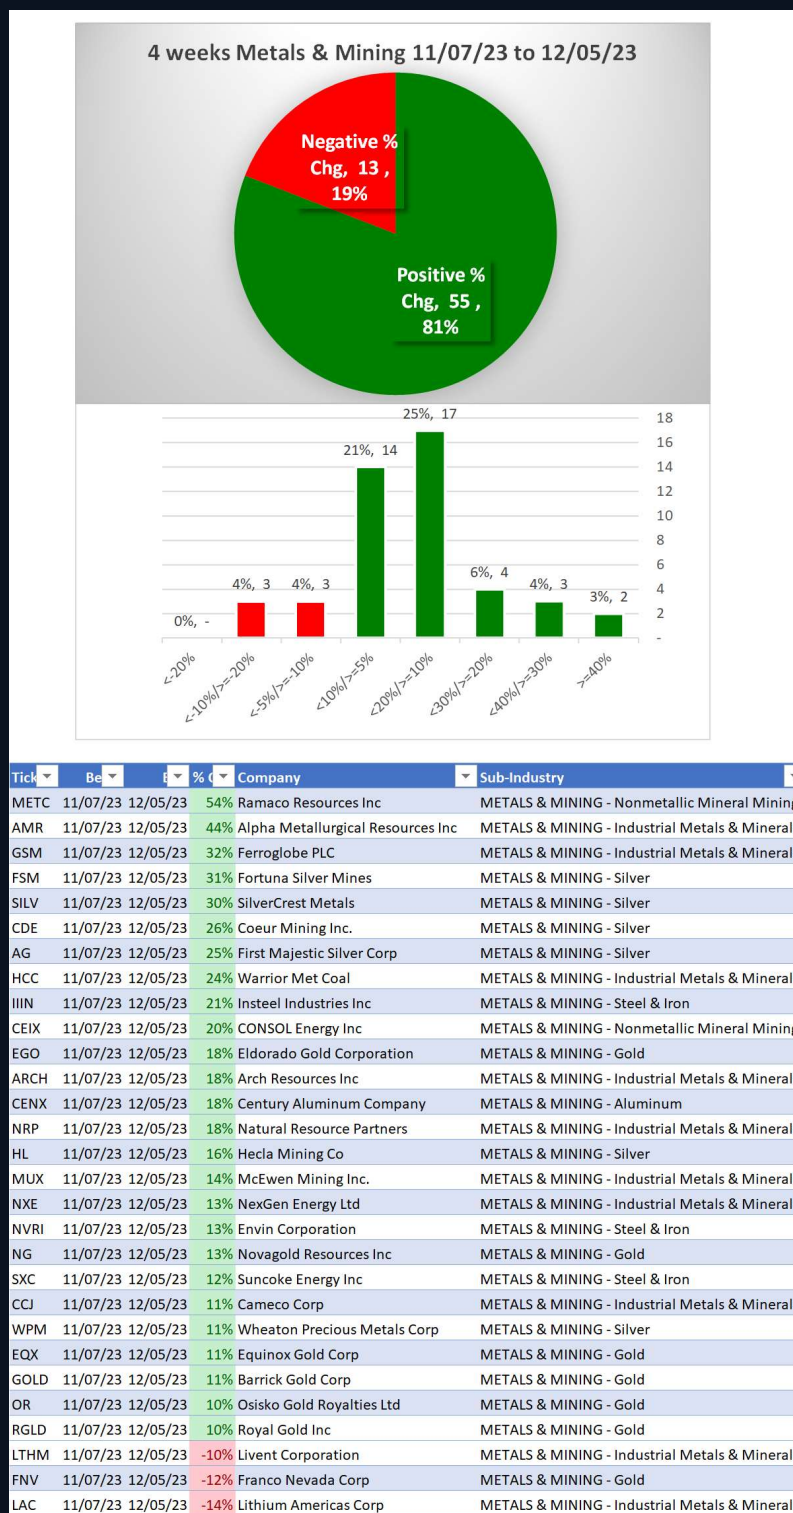 4 weeks Metals & Mining 11/07/23 to 12/05/23
Negative %
Chg, 13 ,
19%
Positive %
Chg, 55 ,
81%
25%, 17
21%, 14
6%, 4
4%, 3
4%, 3
4%, 3
3%, 2
0%, -
18
16
14
12
10
8
6
4
2
-
<-20%
<-10%/>=-20%
<-5%/>=-10%
<10%/>=5%
<20%/>=10%
<30%/>=20%
<40%/>=30%
>=40%
Tick Be E % C Company Sub-Industry
METC 11/07/23 12/05/23 54% Ramaco Resources Inc METALS & MINING - Nonmetallic Mineral Mining
AMR 11/07/23 12/05/23 44% Alpha Metallurgical Resources Inc METALS & MINING - Industrial Metals & Mineral
GSM 11/07/23 12/05/23 32% Ferroglobe PLC METALS & MINING - Industrial Metals & Mineral
FSM 11/07/23 12/05/23 31% Fortuna Silver Mines METALS & MINING - Silver
SILV 11/07/23 12/05/23 30% SilverCrest Metals METALS & MINING - Silver
CDE 11/07/23 12/05/23 26% Coeur Mining Inc. METALS & MINING - Silver
AG 11/07/23 12/05/23 25% First Majestic Silver Corp METALS & MINING - Silver
HCC 11/07/23 12/05/23 24% Warrior Met Coal METALS & MINING - Industrial Metals & Mineral
IIIN 11/07/23 12/05/23 21% Insteel Industries Inc METALS & MINING - Steel & Iron
CEIX 11/07/23 12/05/23 20% CONSOL Energy Inc METALS & MINING - Nonmetallic Mineral Mining
EGO 11/07/23 12/05/23 18% Eldorado Gold Corporation METALS & MINING - Gold
ARCH 11/07/23 12/05/23 18% Arch Resources Inc METALS & MINING - Industrial Metals & Mineral
CENX 11/07/23 12/05/23 18% Century Aluminum Company METALS & MINING - Aluminum
NRP 11/07/23 12/05/23 18% Natural Resource Partners METALS & MINING - Industrial Metals & Mineral
HL 11/07/23 12/05/23 16% Hecla Mining Co METALS & MINING - Silver
MUX 11/07/23 12/05/23 14% McEwen Mining Inc. METALS & MINING - Industrial Metals & Mineral
NXE 11/07/23 12/05/23 13% NexGen Energy Ltd METALS & MINING - Industrial Metals & Mineral
NVRI 11/07/23 12/05/23 13% Envin Corporation METALS & MINING - Steel & Iron
NG 11/07/23 12/05/23 13% Novagold Resources Inc METALS & MINING - Gold
SXC 11/07/23 12/05/23 12% Suncoke Energy Inc METALS & MINING - Steel & Iron
CCJ 11/07/23 12/05/23 11% Cameco Corp METALS & MINING - Industrial Metals & Mineral
WPM 11/07/23 12/05/23 11% Wheaton Precious Metals Corp METALS & MINING - Silver
EQX 11/07/23 12/05/23 11% Equinox Gold Corp METALS & MINING - Gold
GOLD 11/07/23 12/05/23 11% Barrick Gold Corp METALS & MINING - Gold
OR 11/07/23 12/05/23 10% Osisko Gold Royalties Ltd METALS & MINING - Gold
RGLD 11/07/23 12/05/23 10% Royal Gold Inc METALS & MINING - Gold
LTHM 11/07/23 12/05/23 -10% Livent Corporation METALS & MINING - Industrial Metals & Mineral
FNV 11/07/23 12/05/23 -12% Franco Nevada Corp METALS & MINING - Gold
LAC 11/07/23 12/05/23 -14% Lithium Americas Corp METALS & MINING - Industrial Metals & Mineral